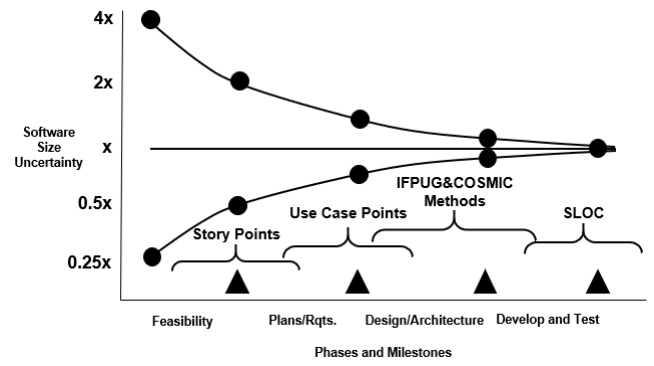 4x
2x
Software
Size
Uncertainty
x
0.5x
0.25x
IFPUG&COSMIC
Methods
Use Case Points
SLOC
Story Points
Feasibility
Plans/Rqts.
Design/Architecture
Develop and Test
Phases and Milestones